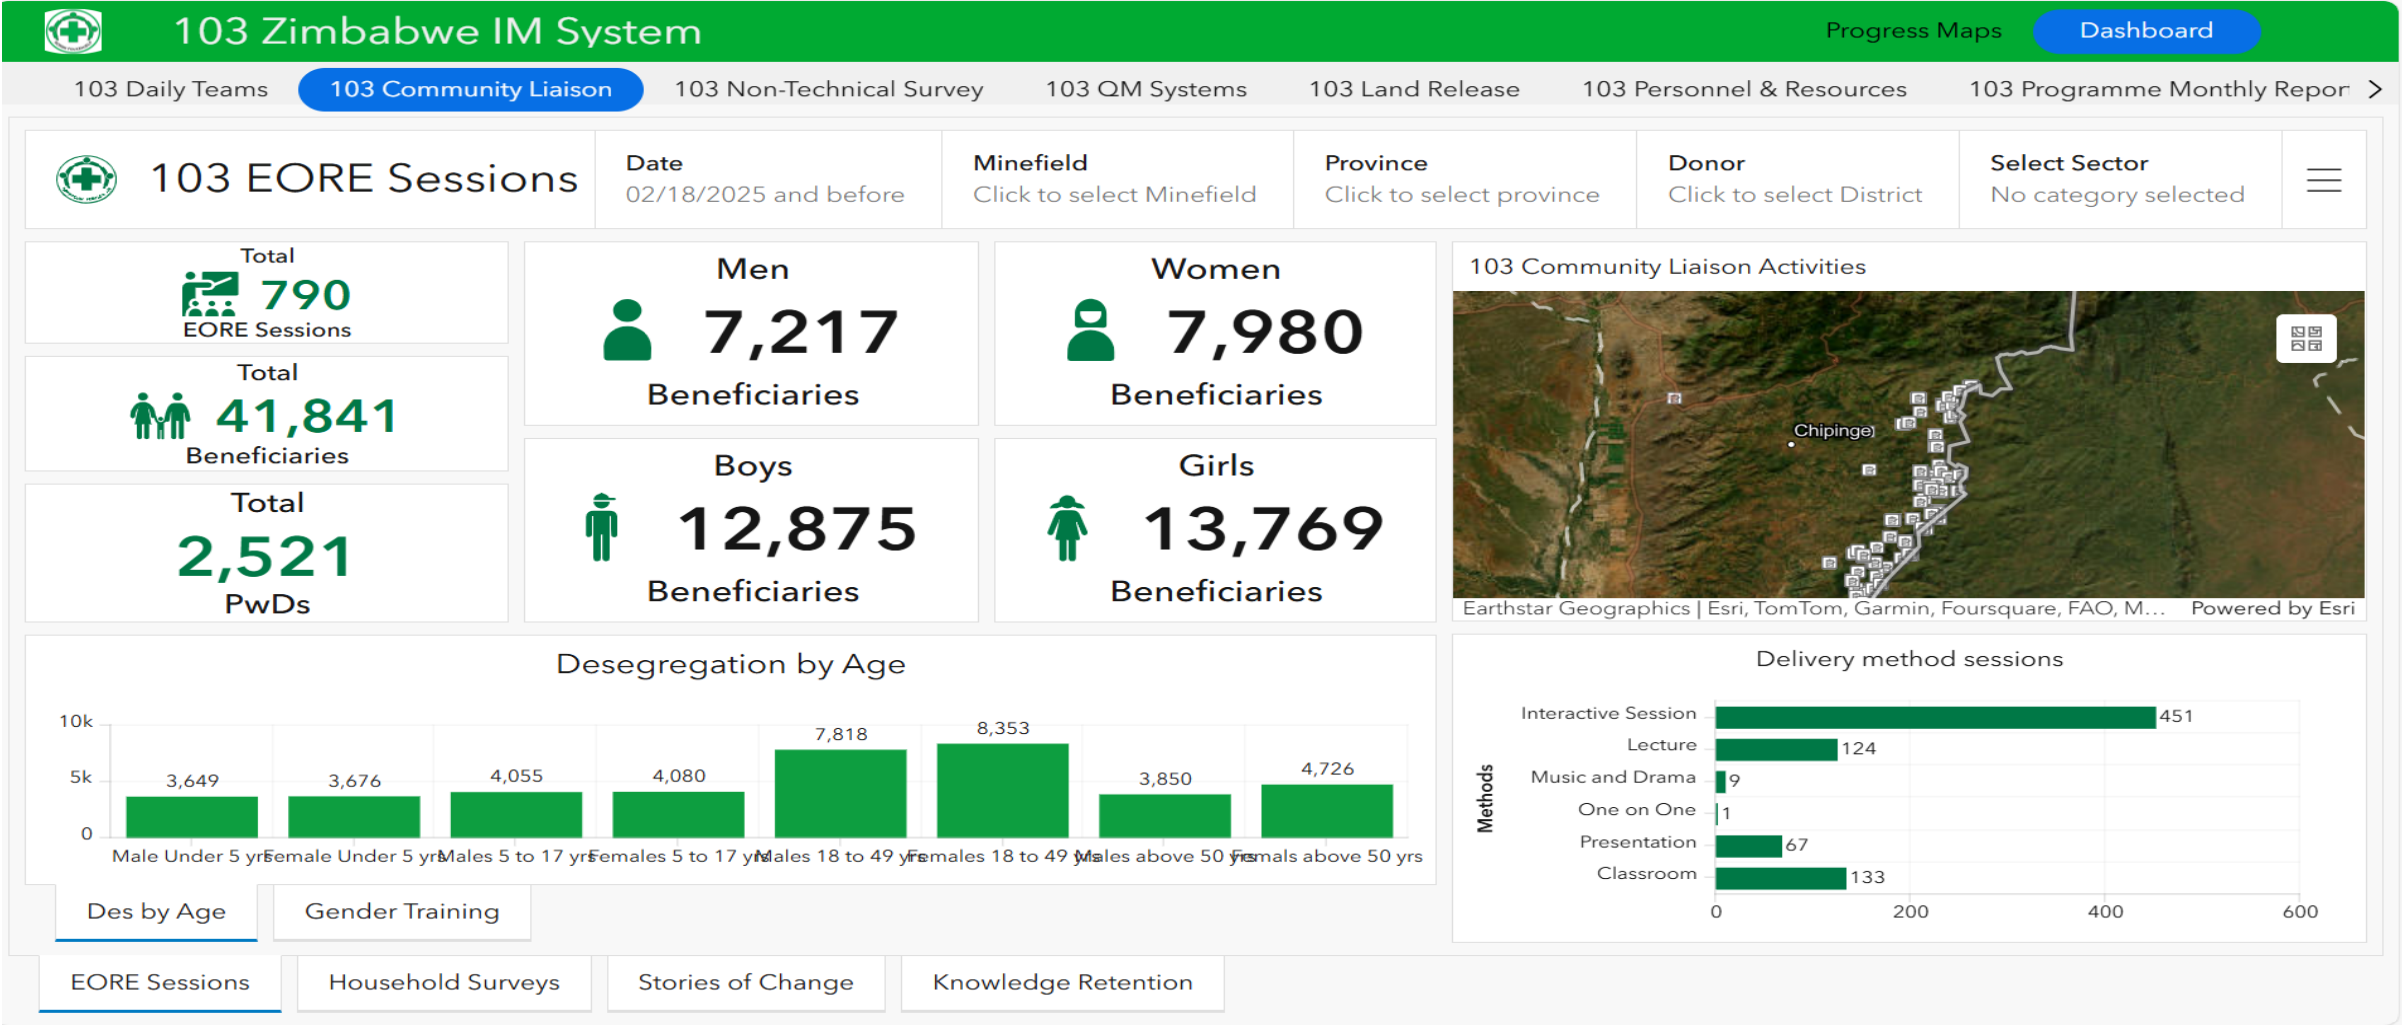 103 Zimbabwe IM System
Progress Maps
Dashboard
103 Daily Teams
103 Community Liaison
103 Non-Technical Survey
103 QM Systems
103 Land Release
103 Personnel & Resources
103 Programme Monthly Repor
103 EORE Sessions
Date
02/18/2025 and before
Minefield
Click to select Minefield
Province
Click to select province
Donor
Click to select District
Select Sector
No category selected
Total
790
EORE Sessions
Total
41,841
Beneficiaries
Total
2,521
PwDs
Men
7,217
Beneficiaries
Women
7,980
Beneficiaries
Boys
12,875
Beneficiaries
Girls
13,769
Beneficiaries
103 Community Liaison Activities
Chipinge
Earthstar Geographics | Esri, TomTom, Garmin, Foursquare, FAO, M...
Powered by Esri
Desegregation by Age
10k
5k
0
3,649
3,676
4,055
4,080
7,818
8,353
3,850
4,726
Male Under 5 yrs
Female Under 5 yrs
Males 5 to 17 yrs
Females 5 to 17 yrs
Males 18 to 49 yrs
Females 18 to 49 yrs
Males above 50 yrs
Femals above 50 yrs
Des by Age
Gender Training
Delivery method sessions
Methods
Interactive Session
451
Lecture
124
Music and Drama
9
One on One
1
Presentation
67
Classroom
133
0
200
400
600
EORE Sessions
Household Surveys
Stories of Change
Knowledge Retention